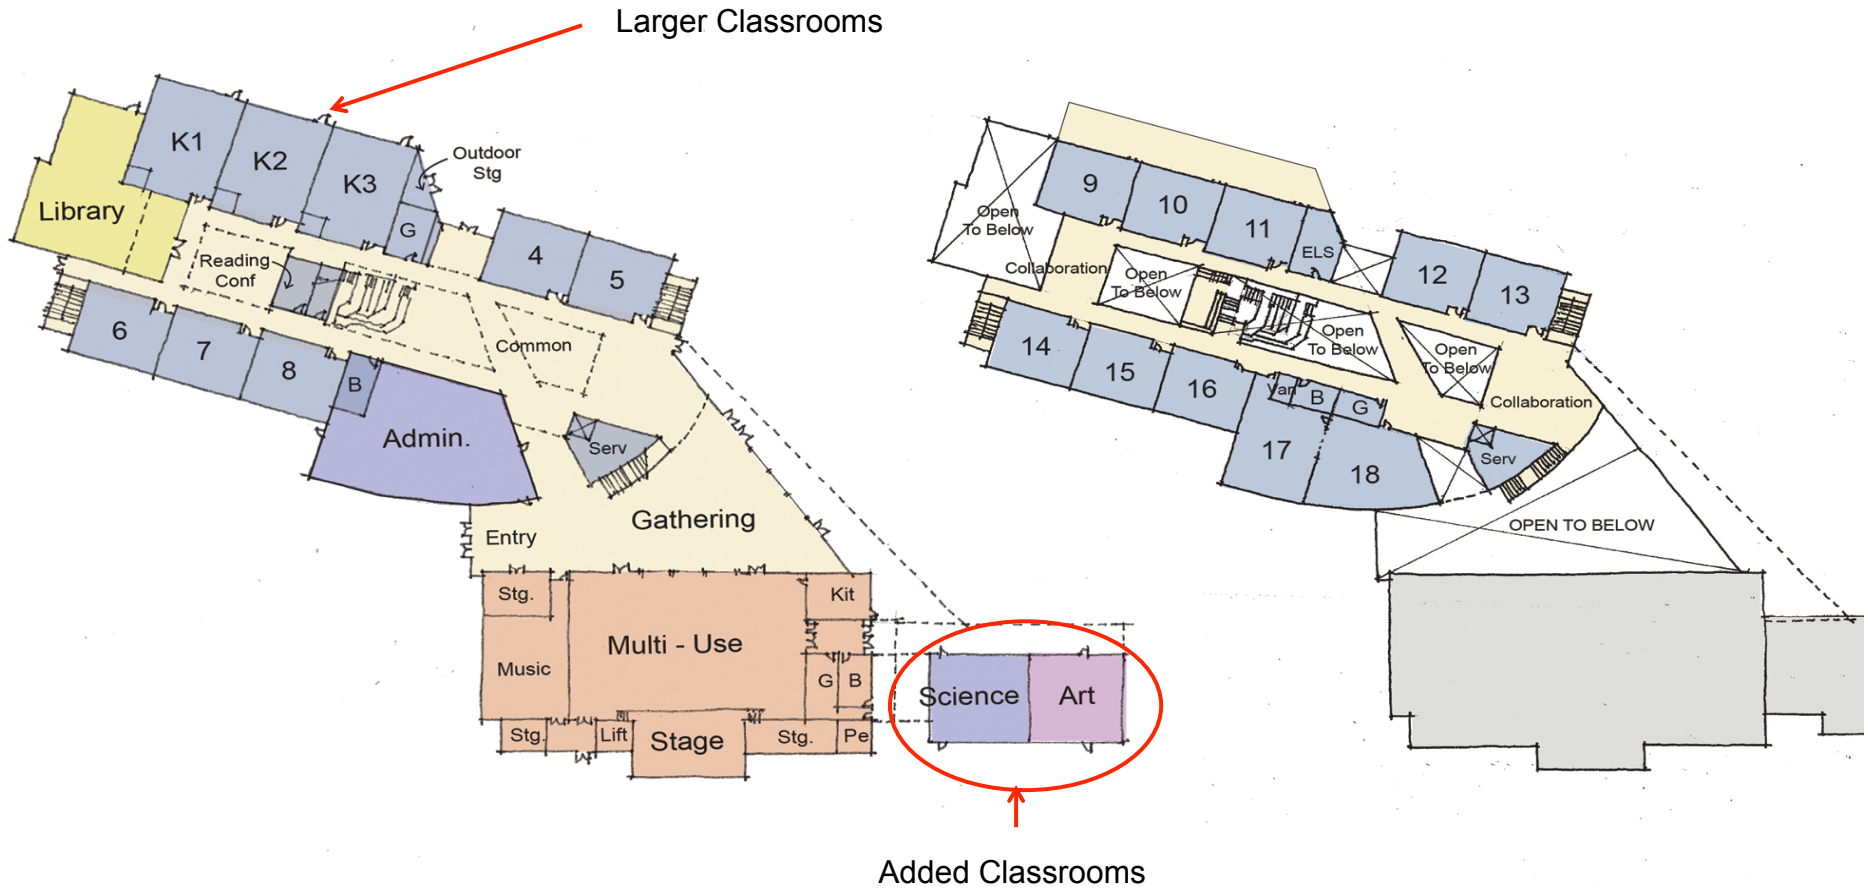 Larger Classrooms
K1
K2
K3
Outdoor
Stg
Library
G
4
5
Reading
Conf
6
7
8
B
Common
Admin.
Serv
Gathering
Entry
Stg.
Kit
Multi - Use
Music
G
B
Stg.
Lift
Stage
Stg.
Pe
Science
Art
Added Classrooms
9
10
11
ELS
12
13
Open
To Below
Collaboration
Open
To Below
Open
To Below
Open
To Below
14
15
16
Van
B
G
Collaboration
17
18
Serv
OPEN TO BELOW